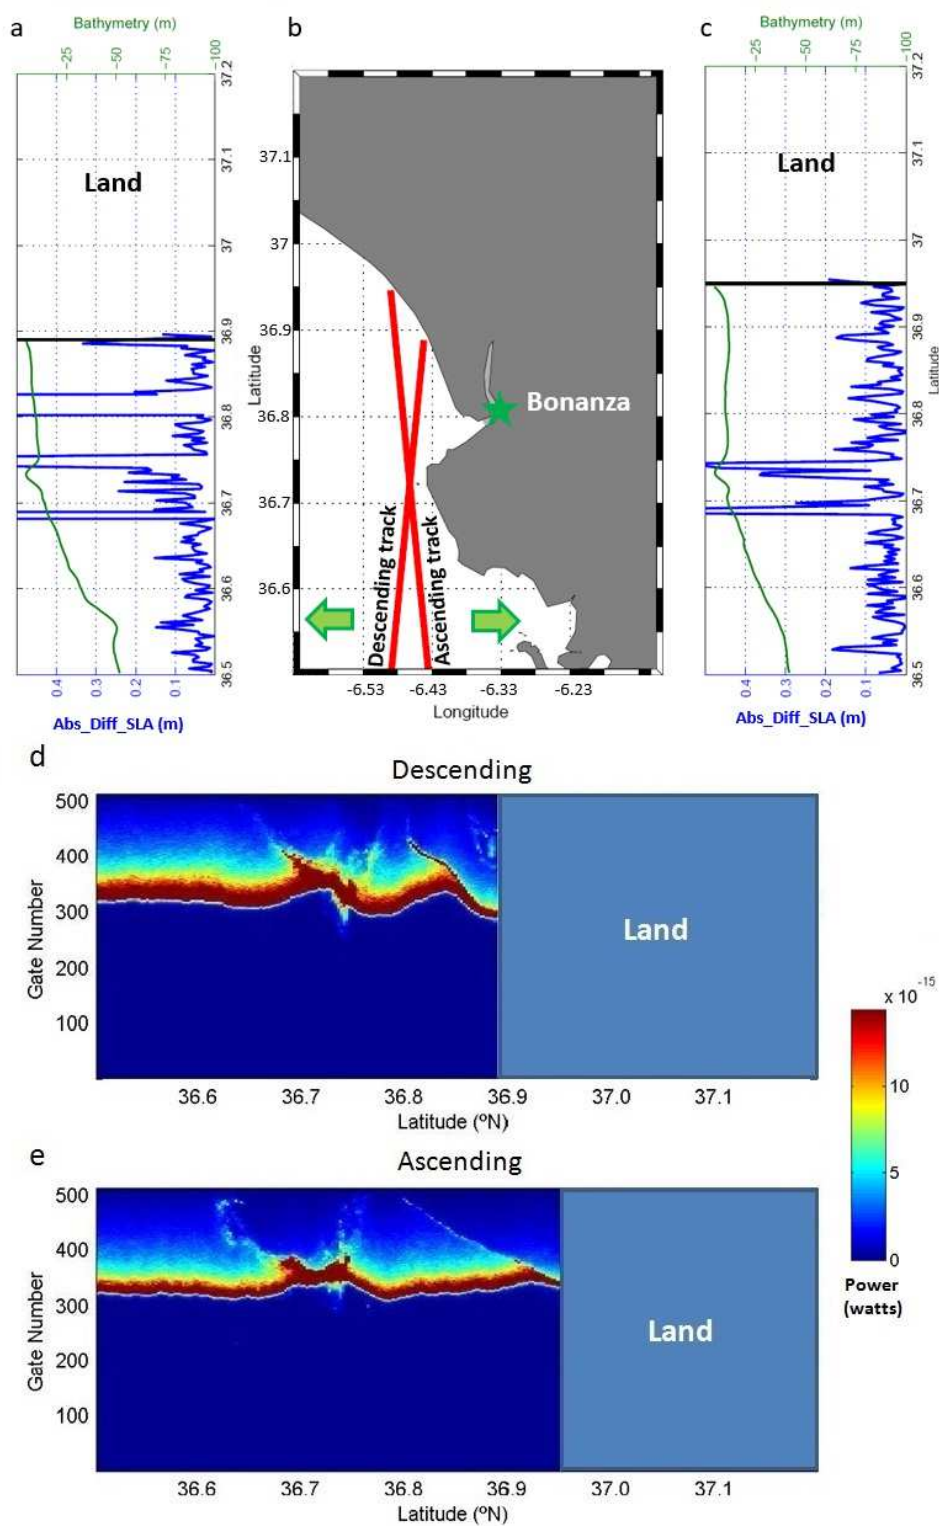 a
Bathymetry (m)
-25
-50
-75
-100
37.2
37.1
37
36.9
36.8
36.7
36.6
36.5
Land
0.4
0.3
0.2
0.1
Abs_Diff_SLA (m)
b
37.1
37
36.9
36.8
36.7
36.6
Latitude
Bonanza
Descending track
Ascending track
-6.53
-6.43
-6.33
-6.23
Longitude
c
Bathymetry (m)
-25
-50
-75
-100
37.2
37.1
37
36.9
36.8
36.7
36.6
36.5
Latitude
Land
0.4
0.3
0.2
0.1
Abs_Diff_SLA (m)
d
Descending
500
400
300
200
100
Gate Number
Land
36.6
36.7
36.8
36.9
37.0
37.1
Latitude (ºN)
x 10
-15
10
5
0
Power
(watts)
e
Ascending
500
400
300
200
100
Gate Number
Land
36.6
36.7
36.8
36.9
37.0
37.1
Latitude (ºN)